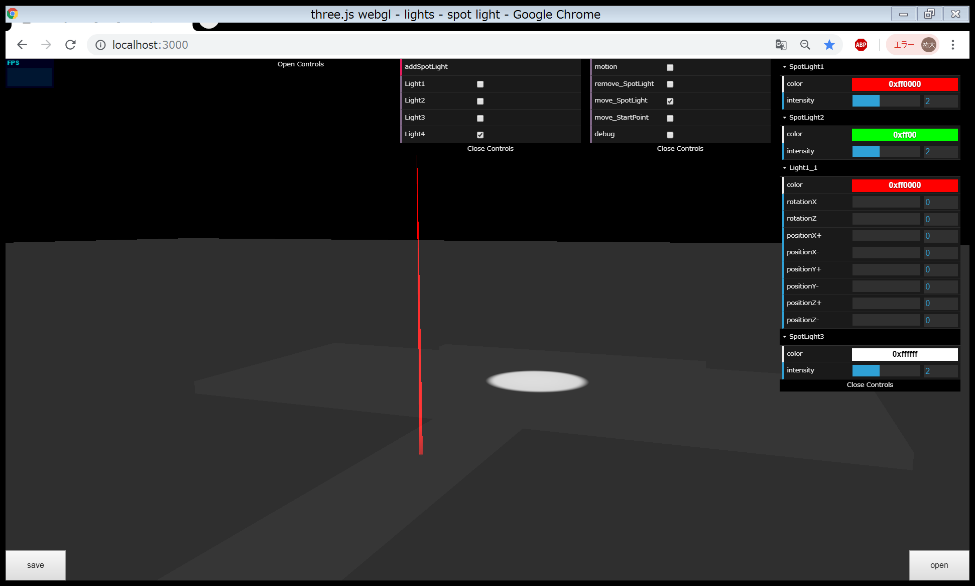 three.js webgl - lights - spot light - Google Chrome
localhost:3000
ABP
エラー
FPS
Open Controls
addSpotLight
Light1
Light2
Light3
Light4
Close Controls
motion
remove_SpotLight
move_SpotLight
move_StartPoint
debug
Close Controls
SpotLight1
color 0xff0000
intensity 2
SpotLight2
color 0xff00
intensity 2
Light1_1
color 0xff0000
rotationX 0
rotationZ 0
positionX+ 0
positionX 0
positionY+ 0
positionY- 0
positionZ+ 0
positionZ- 0
SpotLight3
color 0xffffff
intensity 2
Close Controls
save
open